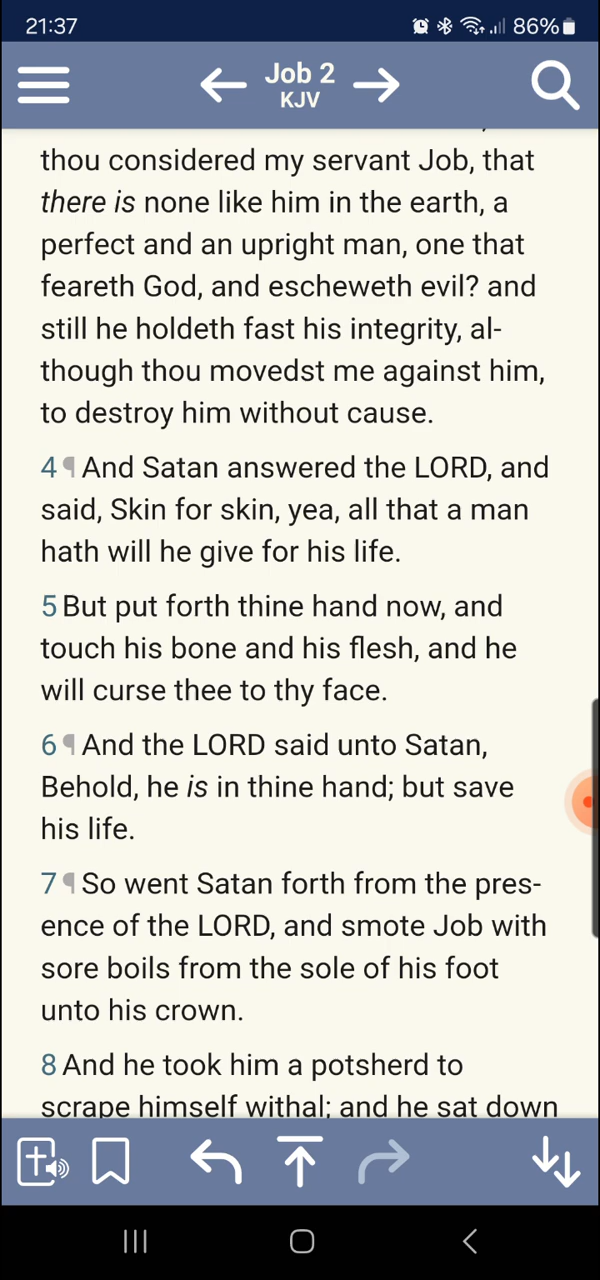 21:37
86%
Job 2
KJV
thou considered my servant Job, that
there is none like him in the earth, a
perfect and an upright man, one that
feareth God, and escheweth evil? and
still he holdeth fast his integrity, al-
though thou movedst me against him,
to destroy him without cause.
4 ¶ And Satan answered the LORD, and
said, Skin for skin, yea, all that a man
hath will he give for his life.
5 But put forth thine hand now, and
touch his bone and his flesh, and he
will curse thee to thy face.
6 ¶ And the LORD said unto Satan,
Behold, he is in thine hand; but save
his life.
7 ¶ So went Satan forth from the pres-
ence of the LORD, and smote Job with
sore boils from the sole of his foot
unto his crown.
8 And he took him a potsherd to
scrape himself withal; and he sat down